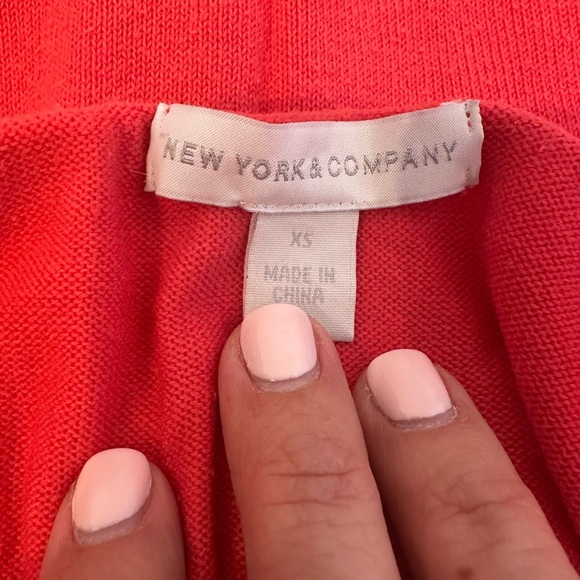 NEW YORK & COMPANY
XS
MADE IN
CHINA